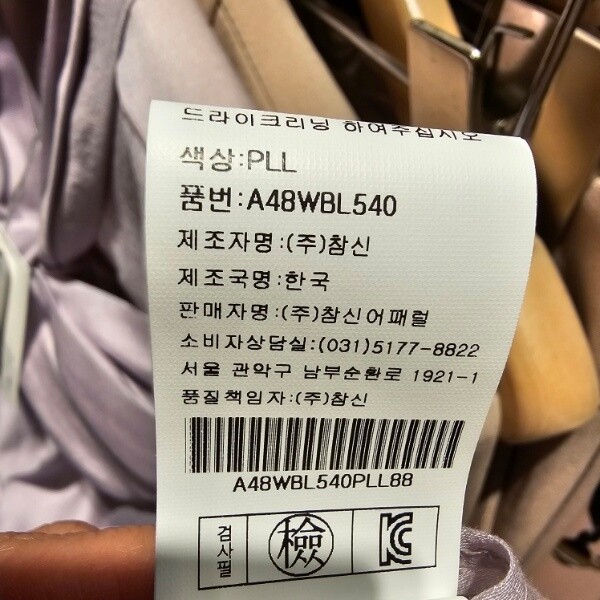 드라이크리닝 하여주십시오
색상:PLL
품번:A48WBL540
제조자명:(주)참신
제조국명:한국
판매자명:(주)참신어패럴
소비자상담실:(031)5177-8822
서울 관악구 남부순환로 1921-1
품질책임자:(주)참신
A48WBL540PLL88
검사필
檢
KC